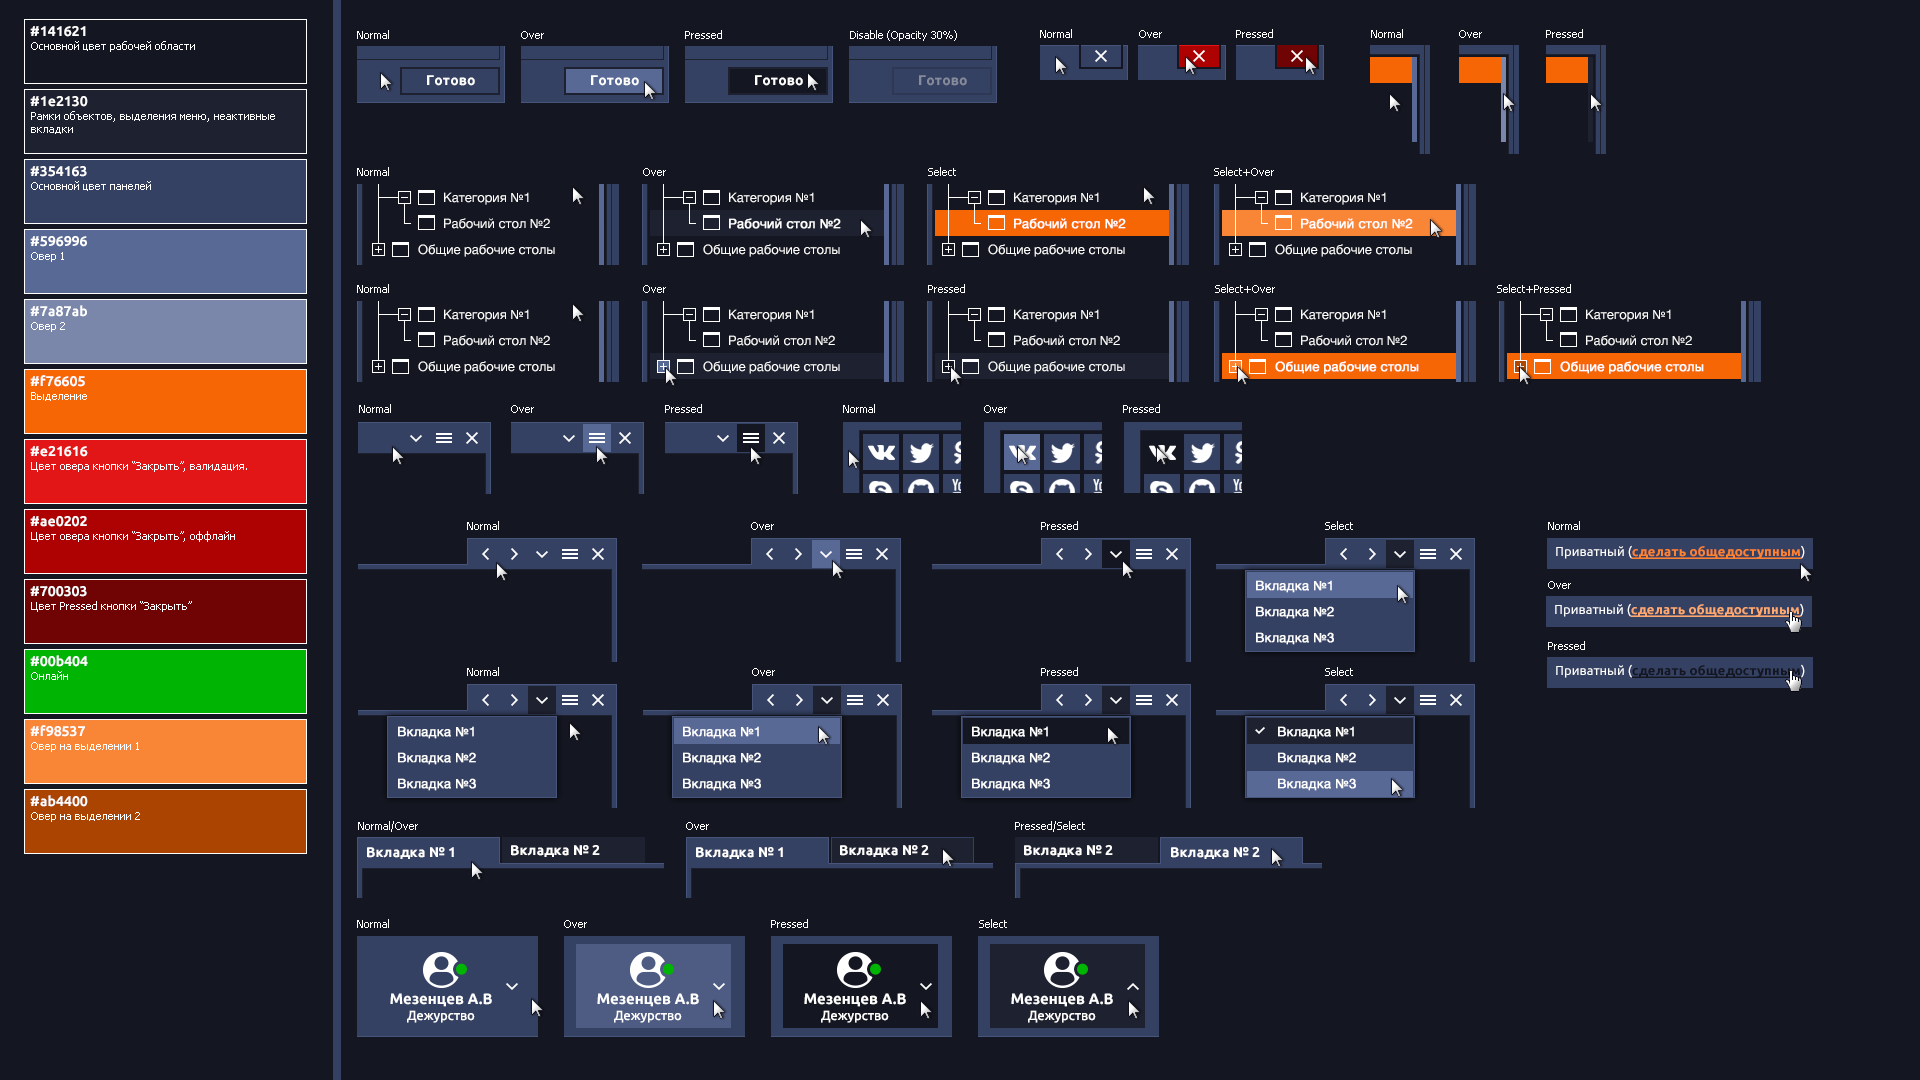 #141621
Основной цвет рабочей области
#1e2130
Рамки объектов, выделения меню, неактивные
вкладки
#354163
Основной цвет панелей
#596996
Овер 1
#7a87ab
Овер 2
#f76605
Выделение
#e21616
Цвет овера кнопки “Закрыть”, валидация.
#ae0202
Цвет овера кнопки “Закрыть”, оффлайн
#700303
Цвет Pressed кнопки “Закрыть”
#00b404
Онлайн
#f98537
Овер на выделении 1
#ab4400
Овер на выделении 2
Normal Over Pressed Disable (Opacity 30%) Normal Over Pressed Normal Over Pressed
Готово Готово Готово Готово
Normal Over Select Select+Over
Категория №1 Категория №1 Категория №1 Категория №1
Рабочий стол №2 Рабочий стол №2 Рабочий стол №2 Рабочий стол №2
Общие рабочие столы Общие рабочие столы Общие рабочие столы Общие рабочие столы
Normal Over Pressed Select+Over Select+Pressed
Категория №1 Категория №1 Категория №1 Категория №1 Категория №1
Рабочий стол №2 Рабочий стол №2 Рабочий стол №2 Рабочий стол №2 Рабочий стол №2
Общие рабочие столы Общие рабочие столы Общие рабочие столы Общие рабочие столы Общие рабочие столы
Normal Over Pressed Normal Over Pressed
Normal Over Pressed Select
Вкладка №1
Вкладка №2
Вкладка №3
Normal
Приватный (сделать общедоступным)
Over
Приватный (сделать общедоступным)
Pressed
Приватный (сделать общедоступным)
Normal Over Pressed Select
Вкладка №1 Вкладка №1 Вкладка №1 Вкладка №1
Вкладка №2 Вкладка №2 Вкладка №2 Вкладка №2
Вкладка №3 Вкладка №3 Вкладка №3 Вкладка №3
Normal/Over Over Pressed/Select
Вкладка № 1 Вкладка № 2 Вкладка № 1 Вкладка № 2 Вкладка № 2 Вкладка № 2
Normal Over Pressed Select
Мезенцев А.В Мезенцев А.В Мезенцев А.В Мезенцев А.В
Дежурство Дежурство Дежурство Дежурство